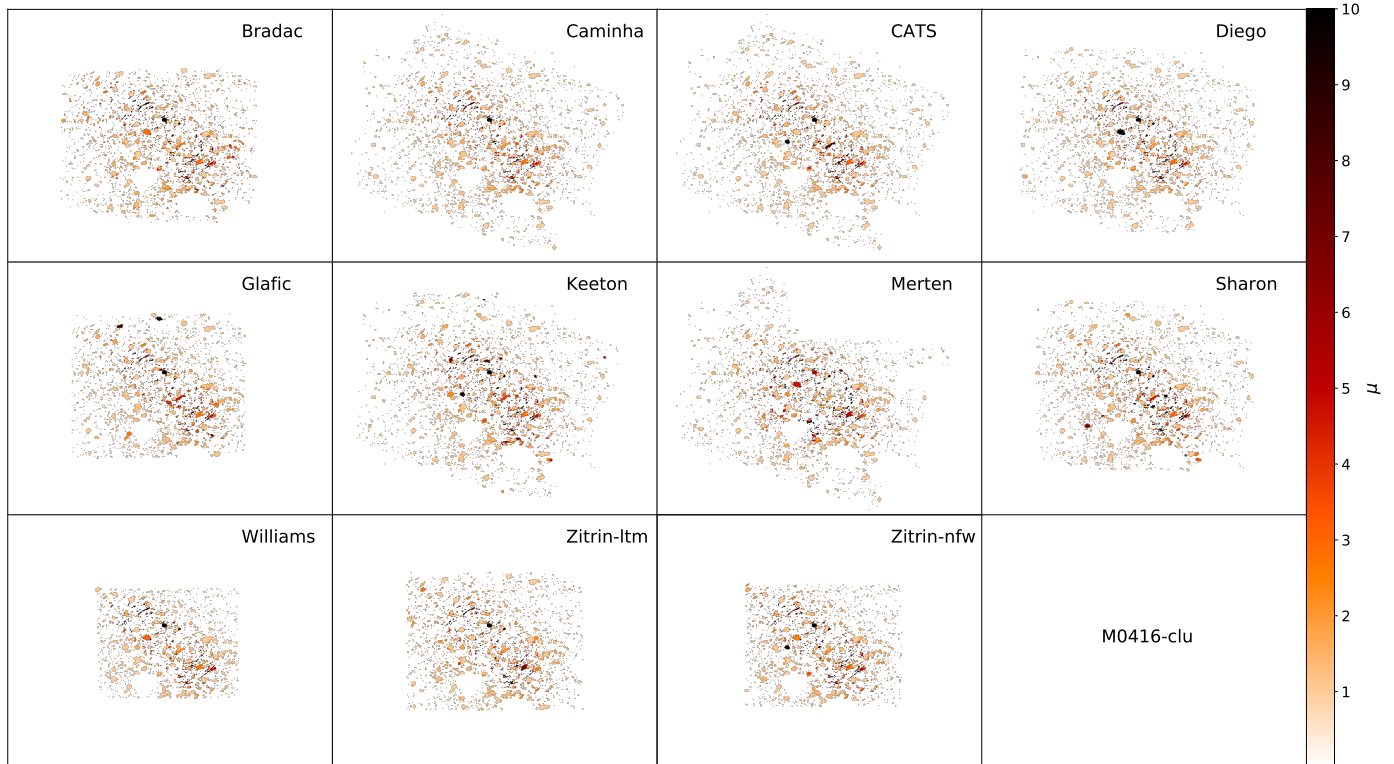 Bradac
Caminha
CATS
Diego
Glafic
Keeton
Merten
Sharon
Williams
Zitrin-ltm
Zitrin-nfw
M0416-clu
10
9
8
7
6
5
4
3
2
1
μ